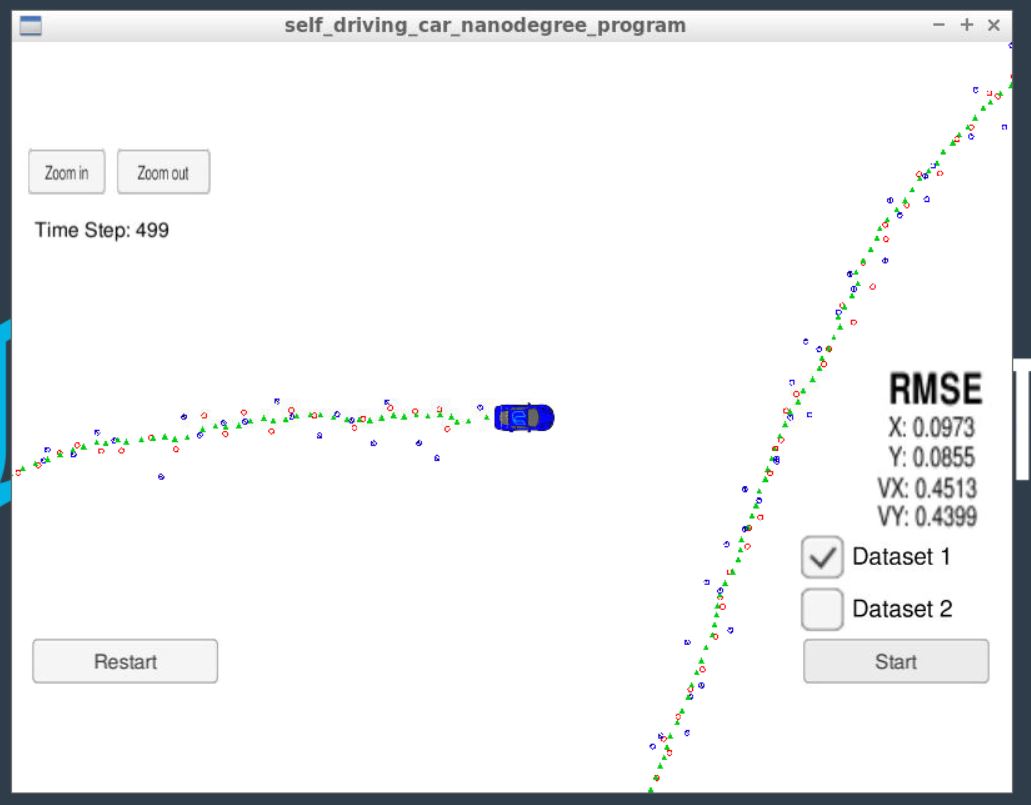 self_driving_car_nanodegree_program
Zoom in
Zoom out
Time Step: 499
RMSE
X: 0.0973
Y: 0.0855
VX: 0.4513
VY: 0.4399
Dataset 1
Dataset 2
Restart
Start